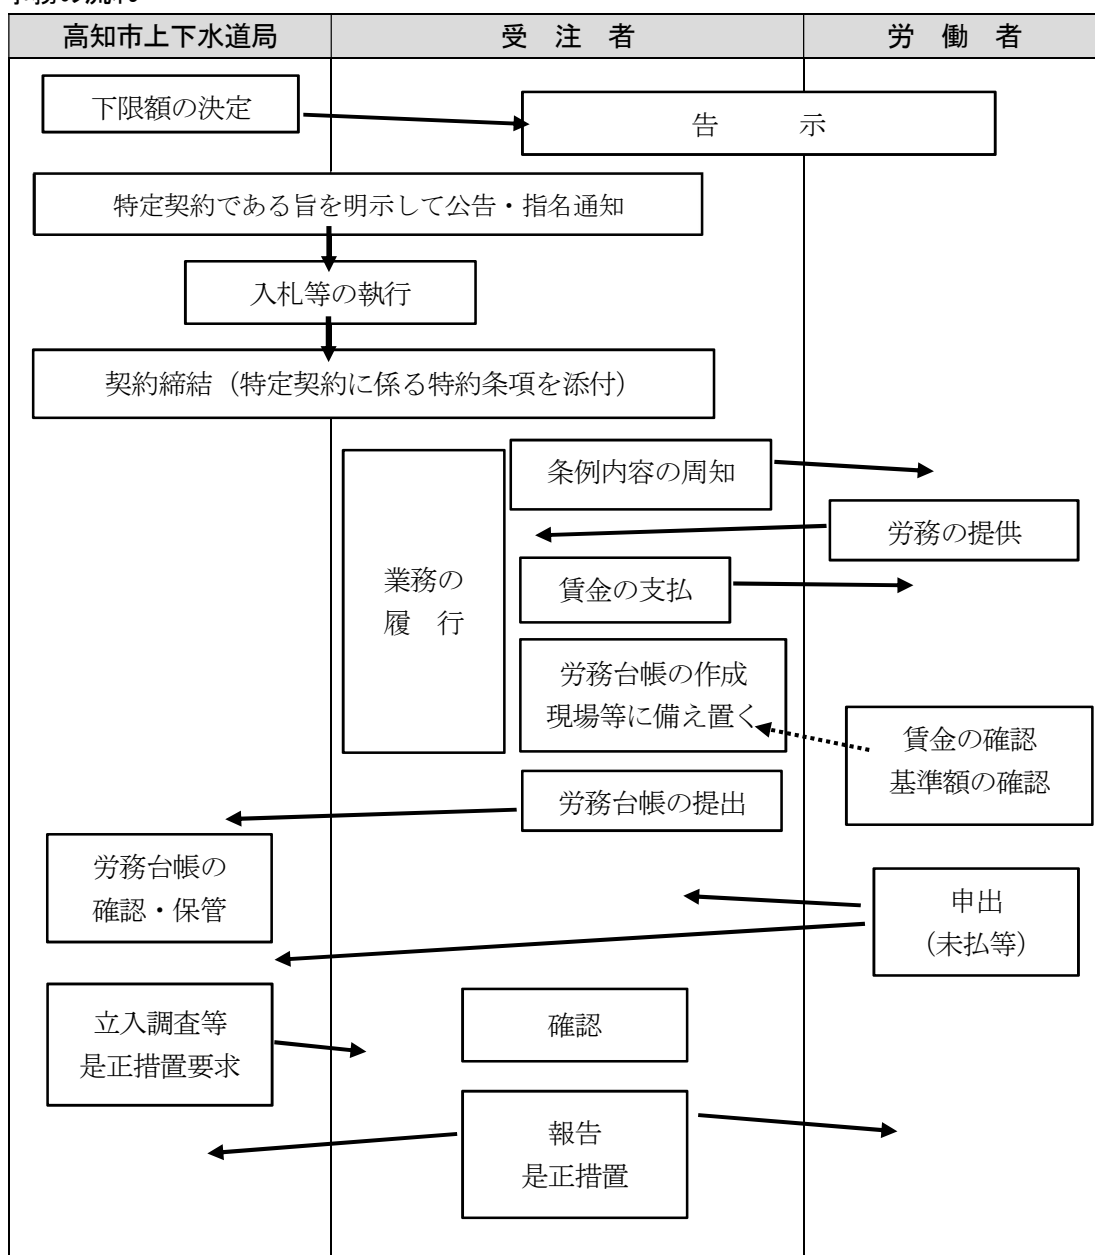 高知市上下水道局
受 注 者
労 働 者
下限額の決定
告 示
特定契約である旨を明示して公告・指名通知
入札等の執行
契約締結（特定契約に係る特約条項を添付）
条例内容の周知
労務の提供
業務の
履 行
賃金の支払
労務台帳の作成
現場等に備え置く
賃金の確認
基準額の確認
労務台帳の提出
労務台帳の
確認・保管
申出
（未払等）
立入調査等
是正措置要求
確認
報告
是正措置